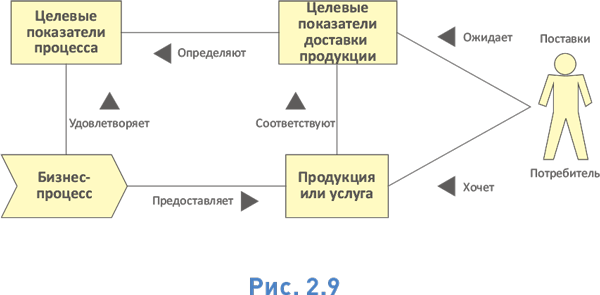 Целевые
показатели
процесса
Определяют
Целевые
показатели
доставки
продукции
Ожидает
Поставки
Удовлетворяет
Соответствуют
Бизнес-
процесс
Предоставляет
Продукция
или услуга
Хочет
Потребитель
Рис. 2.9